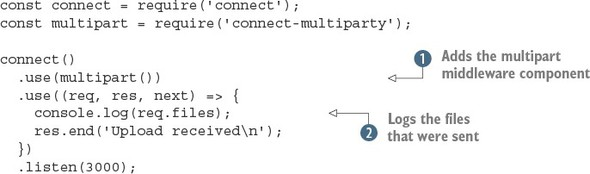 const connect = require('connect');
const multipart = require('connect-multiparty');
connect()
  .use(multipart())
  .use((req, res, next) => {
    console.log(req.files);
    res.end('Upload received\n');
  })
  .listen(3000);
1 Adds the multipart
middleware component
2 Logs the files
that were sent